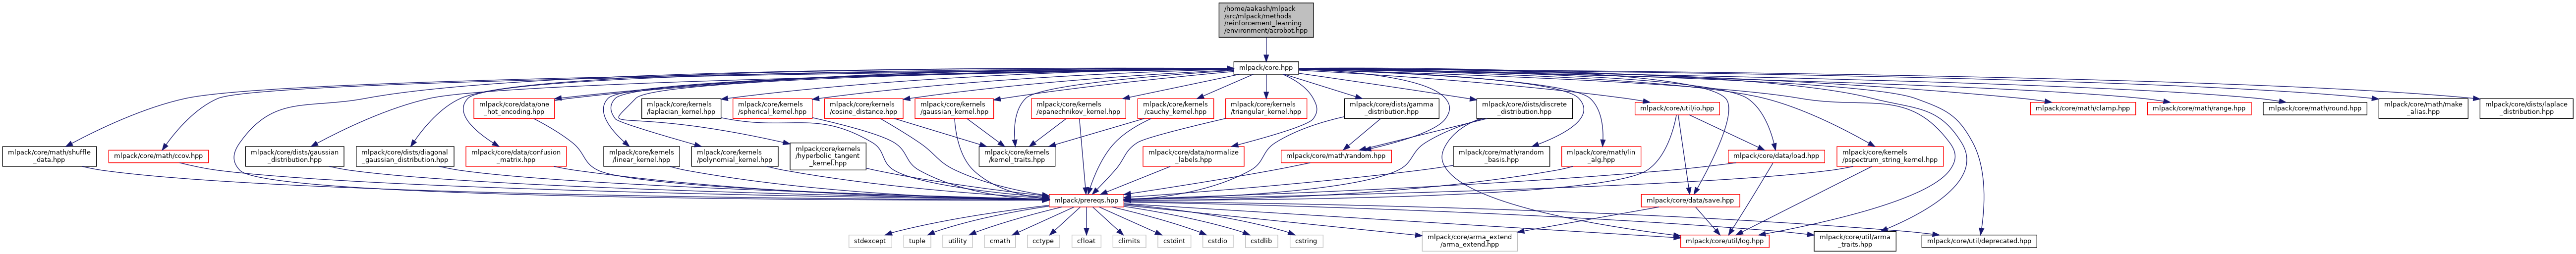 /home/aakash/mlpack
/src/mlpack/methods
/reinforcement_learning
/environment/acrobot.hpp
mlpack/core.hpp
mlpack/core/data/one
_hot_encoding.hpp
mlpack/core/kernels
/laplacian_kernel.hpp
mlpack/core/kernels
/spherical_kernel.hpp
mlpack/core/kernels
/cosine_distance.hpp
mlpack/core/kernels
/gaussian_kernel.hpp
mlpack/core/kernels
/epanechnikov_kernel.hpp
mlpack/core/kernels
/cauchy_kernel.hpp
mlpack/core/kernels
/triangular_kernel.hpp
mlpack/core/dists/gamma
_distribution.hpp
mlpack/core/dists/discrete
_distribution.hpp
mlpack/core/util/io.hpp
mlpack/core/math/clamp.hpp
mlpack/core/math/range.hpp
mlpack/core/math/round.hpp
mlpack/core/math/make
_alias.hpp
mlpack/core/dists/laplace
_distribution.hpp
mlpack/core/math/shuffle
_data.hpp
mlpack/core/math/ccov.hpp
mlpack/core/dists/gaussian
_distribution.hpp
mlpack/core/dists/diagonal
_gaussian_distribution.hpp
mlpack/core/data/confusion
_matrix.hpp
mlpack/core/kernels
/linear_kernel.hpp
mlpack/core/kernels
/polynomial_kernel.hpp
mlpack/core/kernels
/hyperbolic_tangent
_kernel.hpp
mlpack/core/kernels
/kernel_traits.hpp
mlpack/core/data/normalize
_labels.hpp
mlpack/core/math/random.hpp
mlpack/core/math/random
_basis.hpp
mlpack/core/math/lin
_alg.hpp
mlpack/core/data/load.hpp
mlpack/core/kernels
/pspectrum_string_kernel.hpp
mlpack/prereqs.hpp
mlpack/core/data/save.hpp
stdexcept
tuple
utility
cmath
cctype
cfloat
climits
cstdint
cstdio
cstdlib
cstring
mlpack/core/arma_extend
/arma_extend.hpp
mlpack/core/util/log.hpp
mlpack/core/util/arma
_traits.hpp
mlpack/core/util/deprecated.hpp